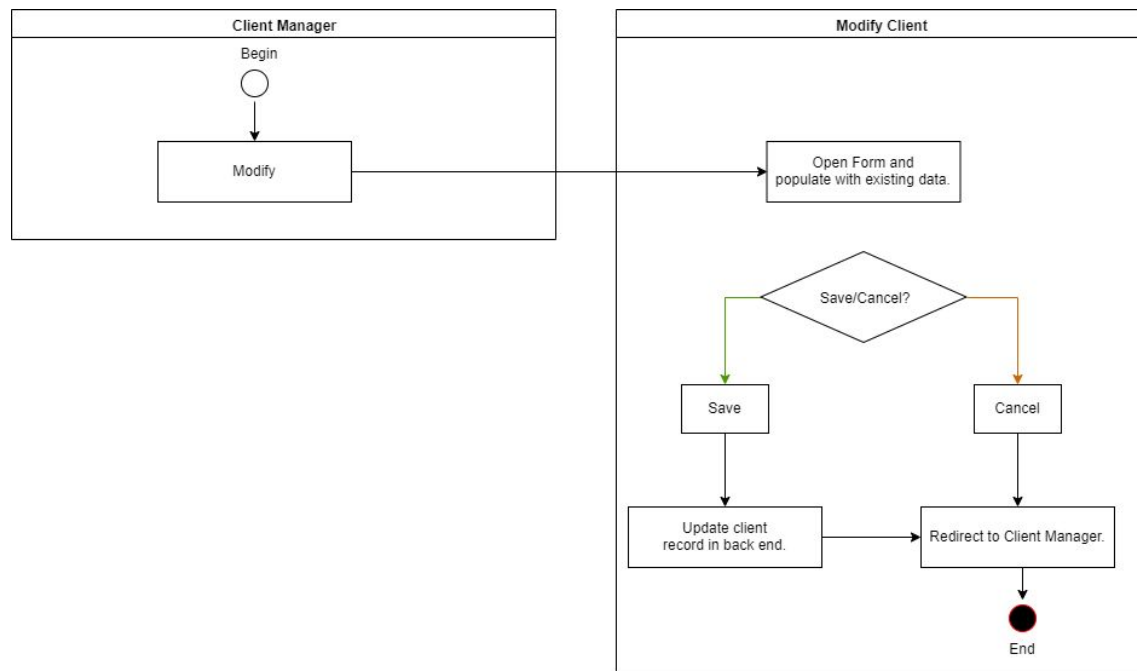 Client Manager
Begin
Modify
Modify Client
Open Form and
populate with existing data.
Save/Cancel?
Save
Cancel
Update client
record in back end.
Redirect to Client Manager.
End